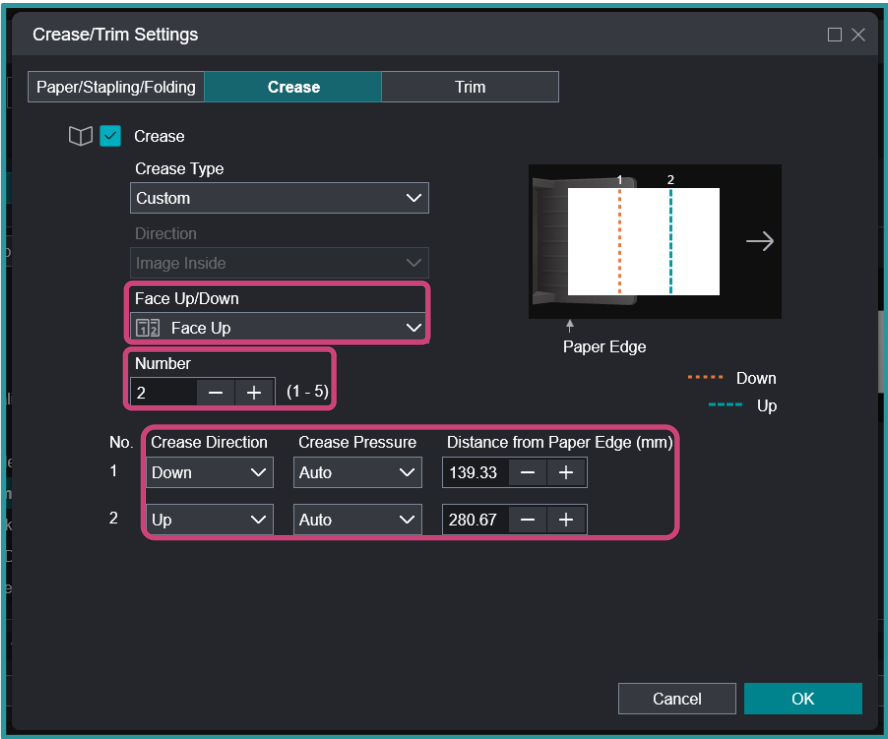 Crease/Trim Settings
Paper/Stapling/Folding Crease Trim
Crease
Crease Type
Custom
Direction
Image Inside
Face Up/Down
1 2 Face Up
Number
2 − + (1 - 5)
1 2
Paper Edge
Down
Up
No. Crease Direction Crease Pressure Distance from Paper Edge (mm)
1 Down Auto 139.33 − +
2 Up Auto 280.67 − +
Cancel OK